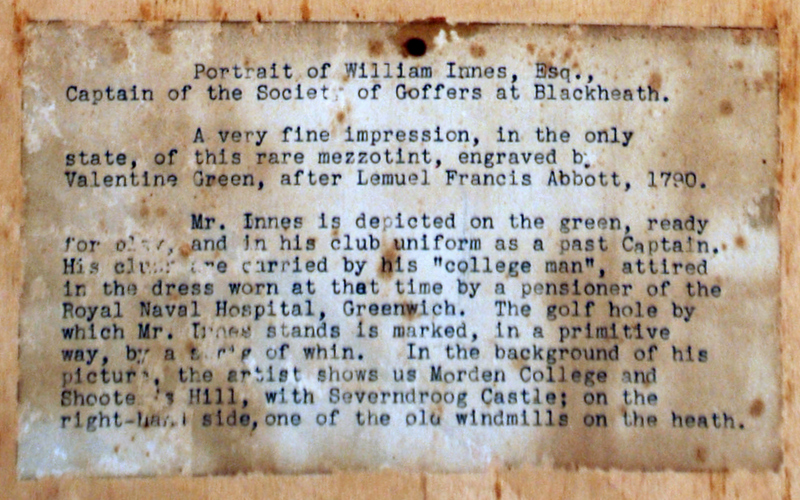 Portrait of William Innes, Esq.,
Captain of the Society of Goffers at Blackheath.
A very fine impression, in the only
state, of this rare mezzotint, engraved by
Valentine Green, after Lemuel Francis Abbott, 1790.
Mr. Innes is depicted on the green, ready
for play, and in his club uniform as a past Captain.
His clubs are carried by his "college man", attired
in the dress worn at that time by a pensioner of the
Royal Naval Hospital, Greenwich. The golf hole by
which Mr. Innes stands is marked, in a primitive
way, by a sprig of whin. In the background of his
picture, the artist shows us Morden College and
Shooter's Hill, with Severndroog Castle; on the
right-hand side, one of the old windmills on the heath.